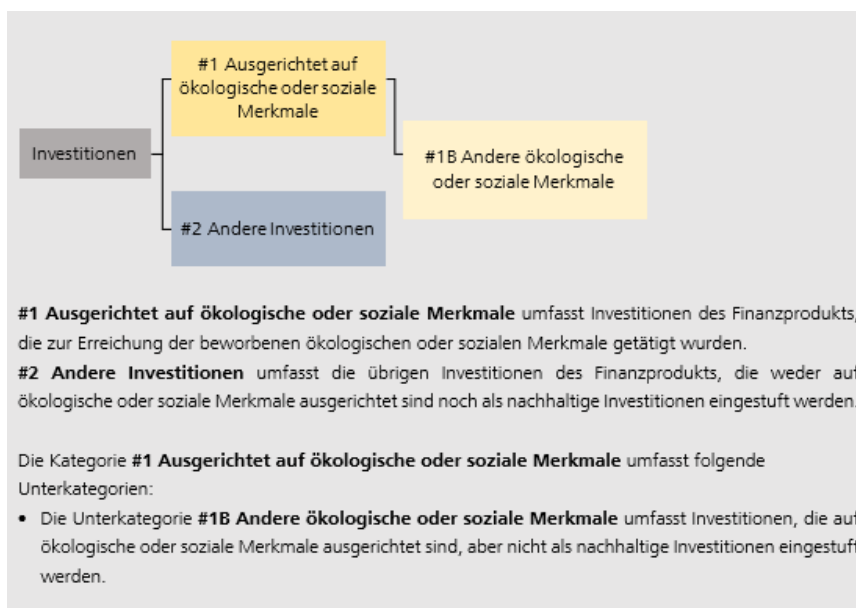 #1 Ausgerichtet auf
ökologische oder soziale
Merkmale
Investitionen
#1B Andere ökologische
oder soziale Merkmale
#2 Andere Investitionen
#1 Ausgerichtet auf ökologische oder soziale Merkmale umfasst Investitionen des Finanzprodukts,
die zur Erreichung der beworbenen ökologischen oder sozialen Merkmale getätigt wurden.
#2 Andere Investitionen umfasst die übrigen Investitionen des Finanzprodukts, die weder auf
ökologische oder soziale Merkmale ausgerichtet sind noch als nachhaltige Investitionen eingestuft werden.
Die Kategorie #1 Ausgerichtet auf ökologische oder soziale Merkmale umfasst folgende
Unterkategorien:
• Die Unterkategorie #1B Andere ökologische oder soziale Merkmale umfasst Investitionen, die auf
ökologische oder soziale Merkmale ausgerichtet sind, aber nicht als nachhaltige Investitionen eingestuft
werden.